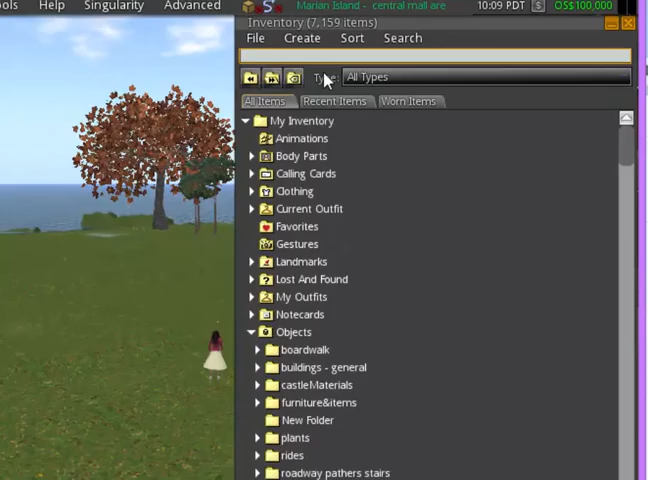 ols Help Singularity Advanced
Marian Island - central mall are 10:09 PDT $ OS$100,000
Inventory (7,159 items)
File Create Sort Search
Type: All Types
All Items Recent Items Worn Items
My Inventory
Animations
Body Parts
Calling Cards
Clothing
Current Outfit
Favorites
Gestures
Landmarks
Lost And Found
My Outfits
Notecards
Objects
boardwalk
buildings - general
castleMaterials
furniture&items
New Folder
plants
rides
roadway pathers stairs